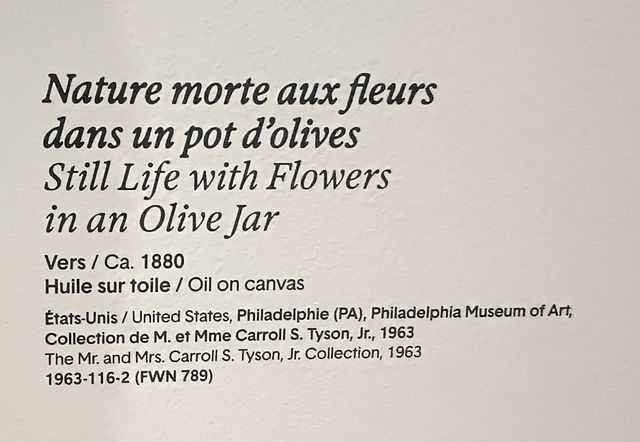 Nature morte aux fleurs
dans un pot d'olives
Still Life with Flowers
in an Olive Jar
Vers / Ca. 1880
Huile sur toile / Oil on canvas
États-Unis / United States, Philadelphie (PA), Philadelphia Museum of Art,
Collection de M. et Mme Carroll S. Tyson, Jr., 1963
The Mr. and Mrs. Carroll S. Tyson, Jr. Collection, 1963
1963-116-2 (FWN 789)